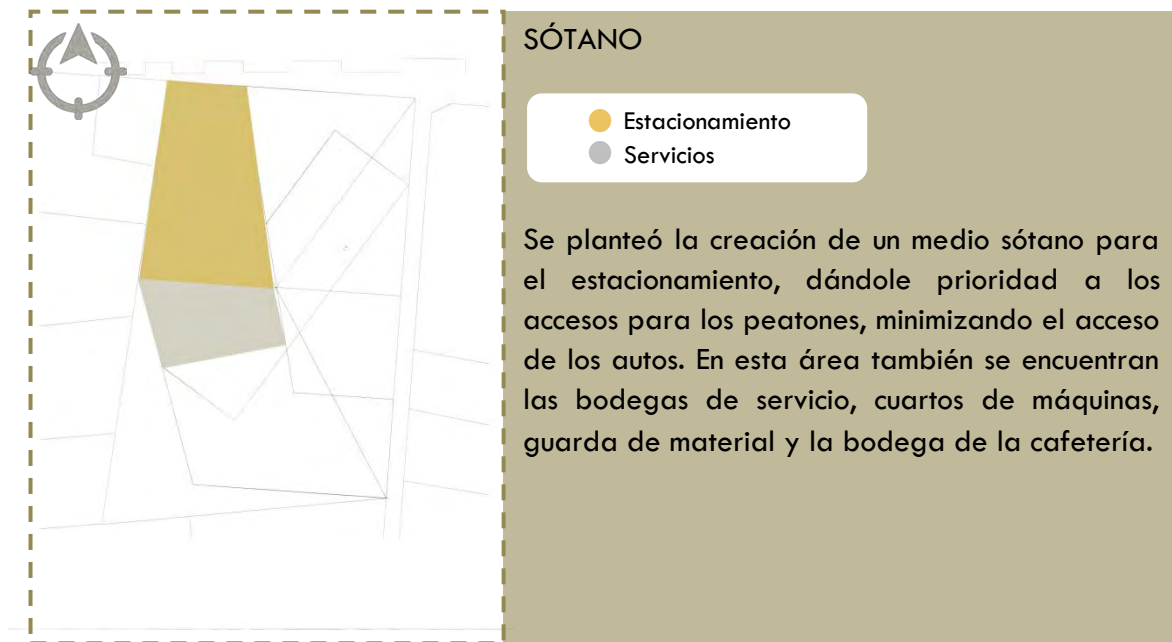 SÓTANO
Estacionamiento
Servicios
Se planteó la creación de un medio sótano para
el estacionamiento, dándole prioridad a los
accesos para los peatones, minimizando el acceso
de los autos. En esta área también se encuentran
las bodegas de servicio, cuartos de máquinas,
guarda de material y la bodega de la cafetería.